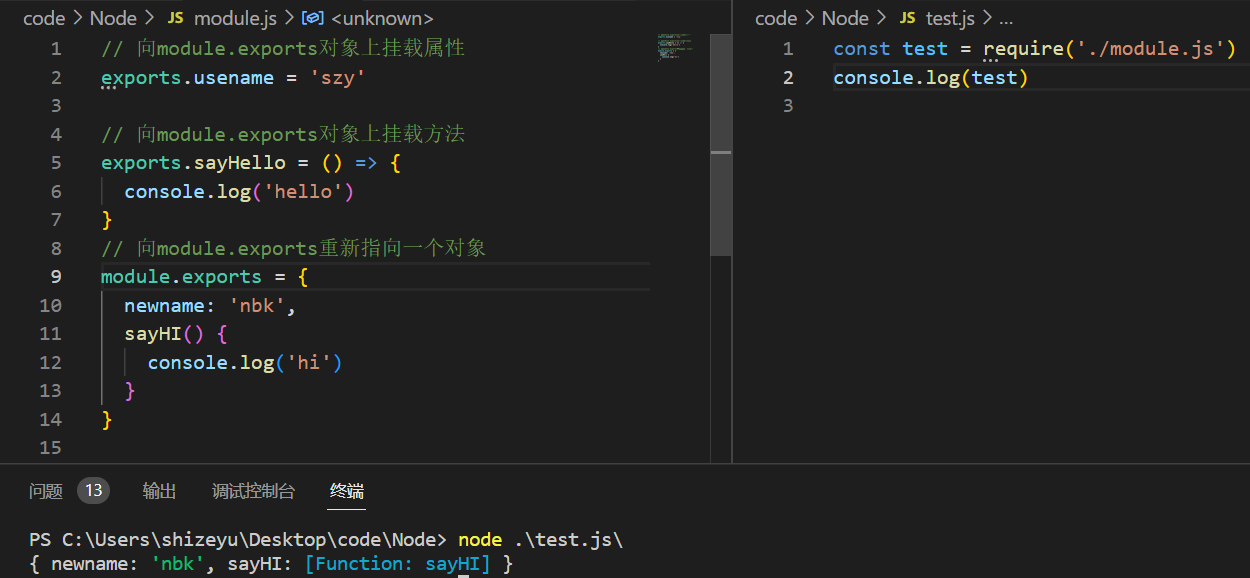 code > Node > JS module.js > <unknown>
1 // 向module.exports对象上挂载属性
2 exports.usename = 'szy'
3
4 // 向module.exports对象上挂载方法
5 exports.sayHello = () => {
6   console.log('hello')
7 }
8 // 向module.exports重新指向一个对象
9 module.exports = {
10   newname: 'nbk',
11   sayHI() {
12     console.log('hi')
13   }
14 }
15
code > Node > JS test.js > ...
1 const test = require('./module.js')
2 console.log(test)
3
问题 13 输出 调试控制台 终端
PS C:\Users\shizeyu\Desktop\code\Node> node .\test.js\
{ newname: 'nbk', sayHI: [Function: sayHI] }